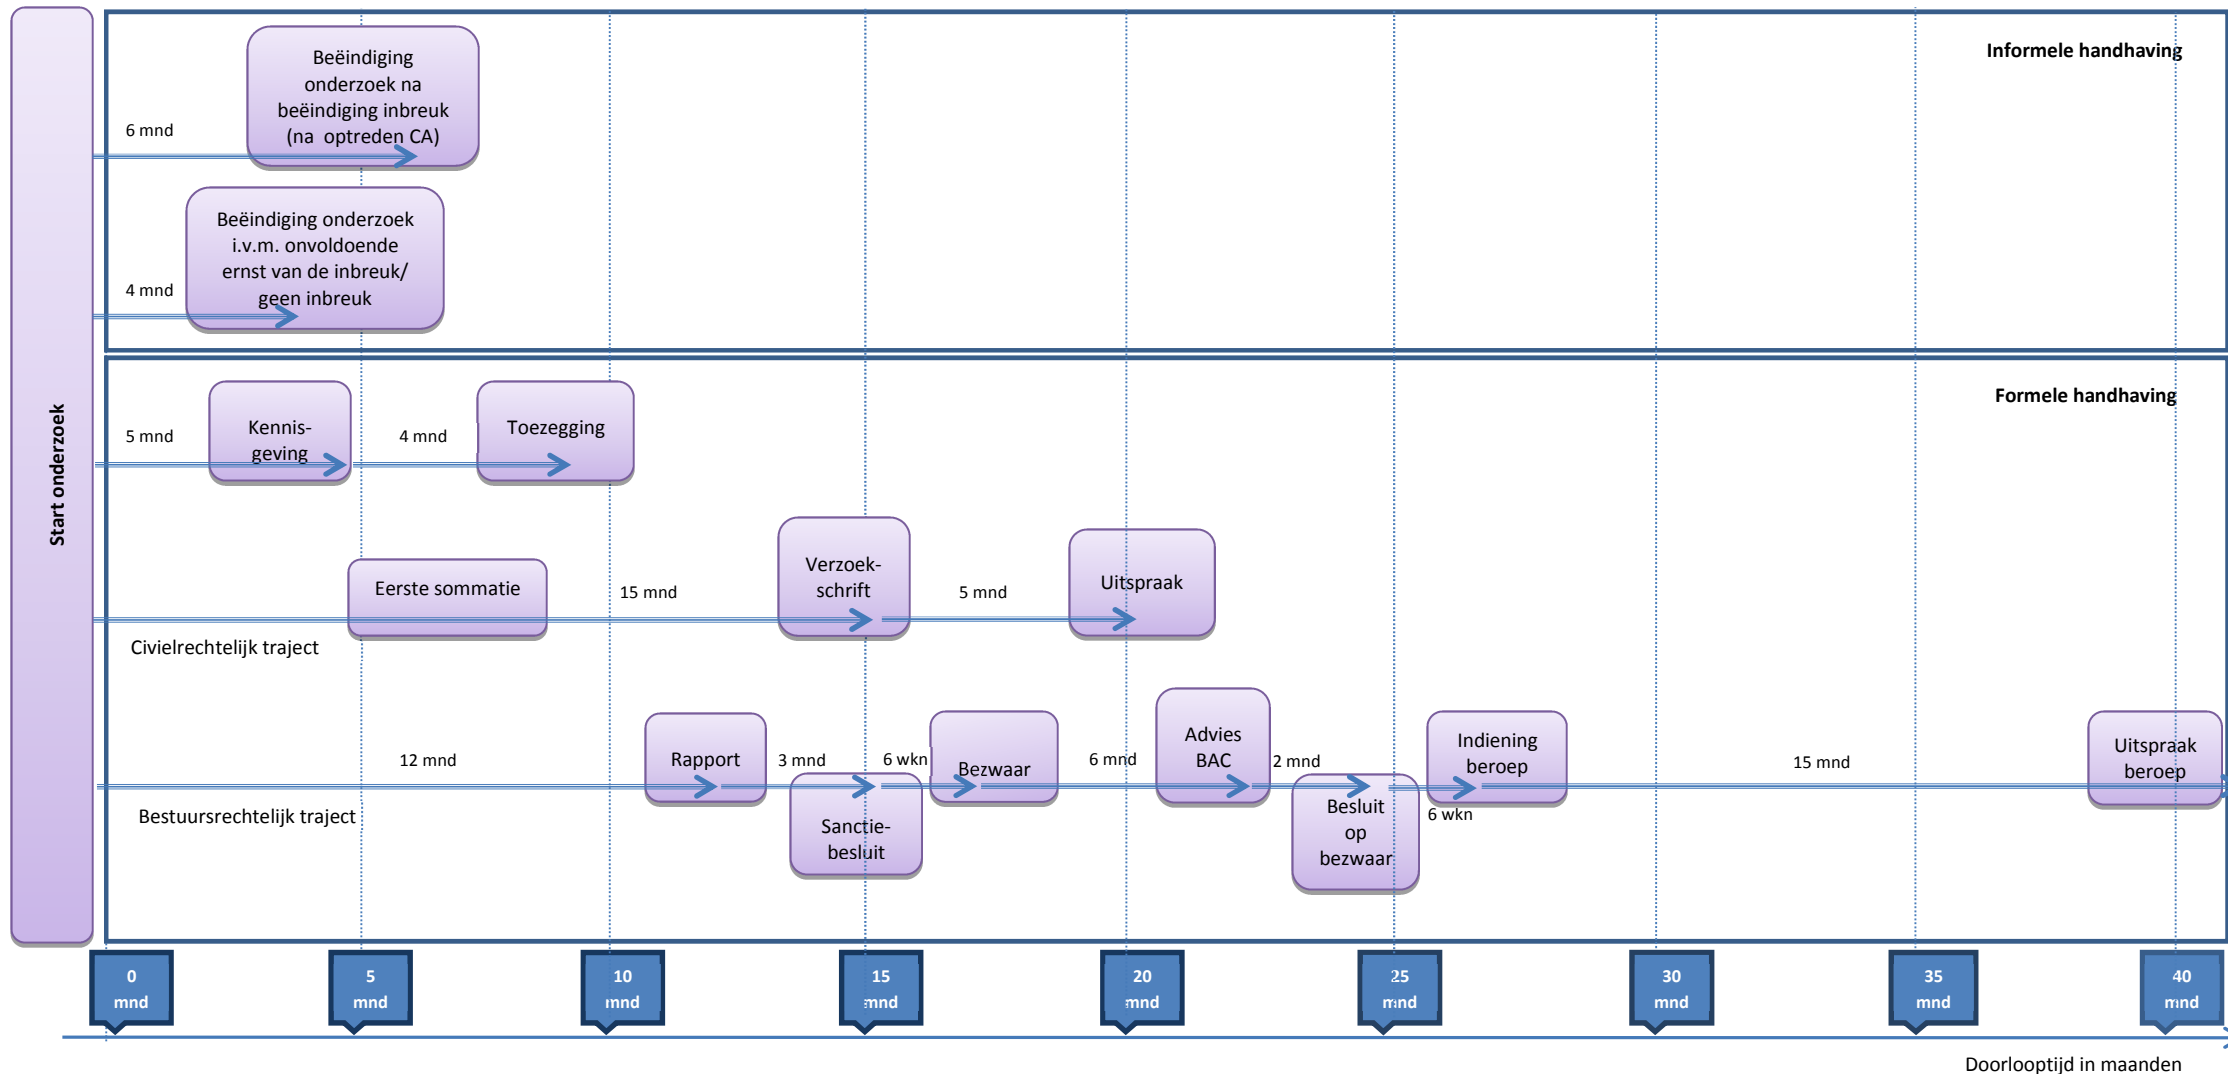 Start onderzoek
Informele handhaving
Beëindiging
onderzoek na
beëindiging inbreuk
(na optreden CA)
6 mnd
Beëindiging onderzoek
i.v.m. onvoldoende
ernst van de inbreuk/
geen inbreuk
4 mnd
Formele handhaving
5 mnd
Kennis-
geving
4 mnd
Toezegging
Eerste sommatie
15 mnd
Verzoek-
schrift
5 mnd
Uitspraak
Civielrechtelijk traject
12 mnd
Rapport
3 mnd
Sanctie-
besluit
6 wkn
Bezwaar
6 mnd
Advies
BAC
2 mnd
Besluit
op
bezwaar
6 wkn
Indiening
beroep
15 mnd
Uitspraak
beroep
Bestuursrechtelijk traject
0
mnd
5
mnd
10
mnd
15
mnd
20
mnd
25
mnd
30
mnd
35
mnd
40
mnd
Doorlooptijd in maanden